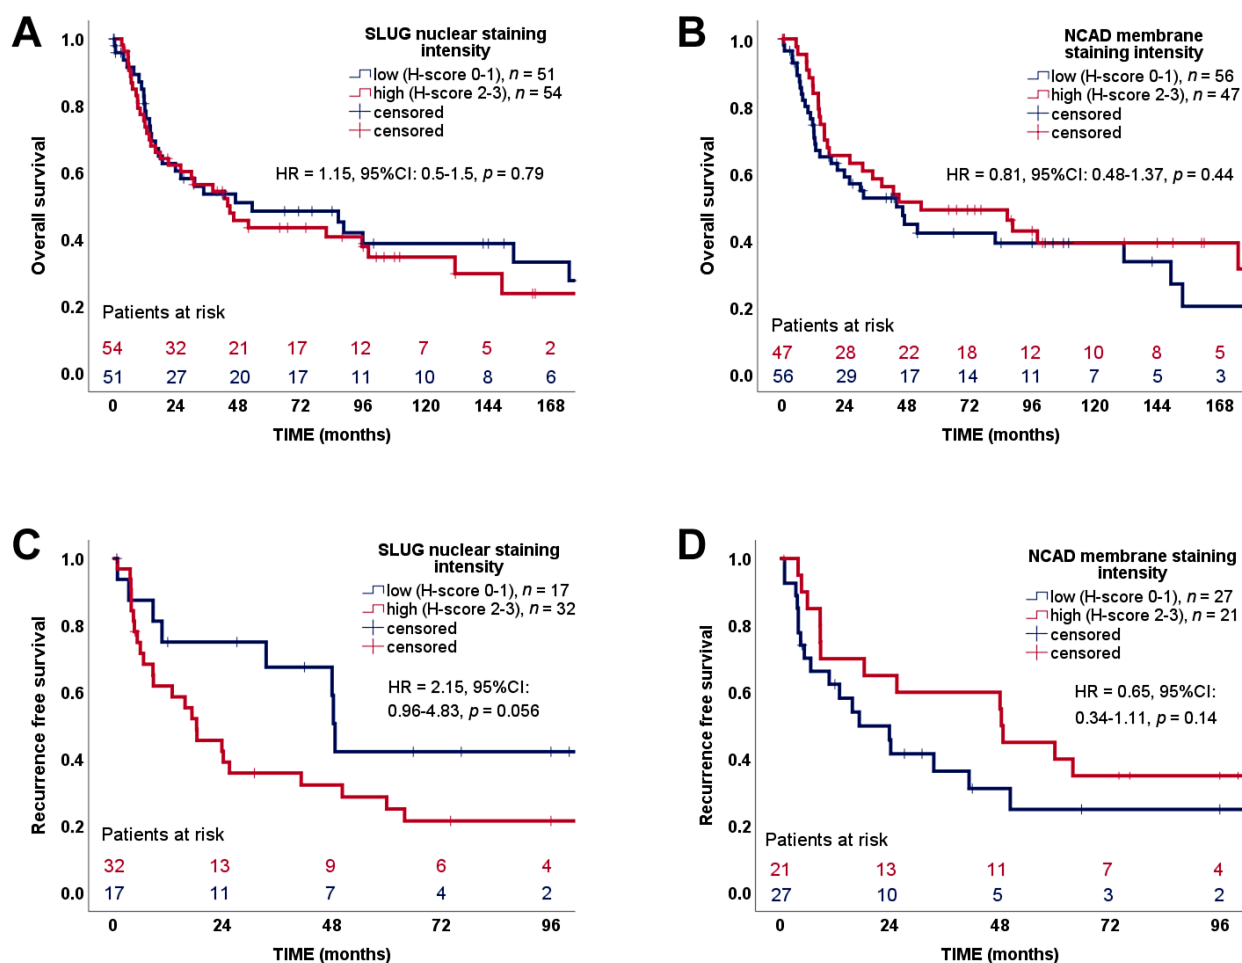 A
SLUG nuclear staining
intensity
low (H-score 0-1), n = 51
high (H-score 2-3), n = 54
censored
censored
HR = 1.15, 95%CI: 0.5-1.5, p = 0.79
Overall survival
1.0
0.8
0.6
0.4
0.2
0.0
Patients at risk
54 32 21 17 12 7 5 2
51 27 20 17 11 10 8 6
0 24 48 72 96 120 144 168
TIME (months)
B
NCAD membrane
staining intensity
low (H-score 0-1), n = 56
high (H-score 2-3), n = 47
censored
censored
HR = 0.81, 95%CI: 0.48-1.37, p = 0.44
Overall survival
1.0
0.8
0.6
0.4
0.2
0.0
Patients at risk
47 28 22 18 12 10 8 5
56 29 17 14 11 7 5 3
0 24 48 72 96 120 144 168
TIME (months)
C
SLUG nuclear staining
intensity
low (H-score 0-1), n = 17
high (H-score 2-3), n = 32
censored
censored
HR = 2.15, 95%CI:
0.96-4.83, p = 0.056
Recurrence free survival
1.0
0.8
0.6
0.4
0.2
0.0
Patients at risk
32 13 9 6 4
17 11 7 4 2
0 24 48 72 96
TIME (months)
D
NCAD membrane staining
intensity
low (H-score 0-1), n = 27
high (H-score 2-3), n = 21
censored
censored
HR = 0.65, 95%CI:
0.34-1.11, p = 0.14
Recurrence free survival
1.0
0.8
0.6
0.4
0.2
0.0
Patients at risk
21 13 11 7 4
27 10 5 3 2
0 24 48 72 96
TIME (months)